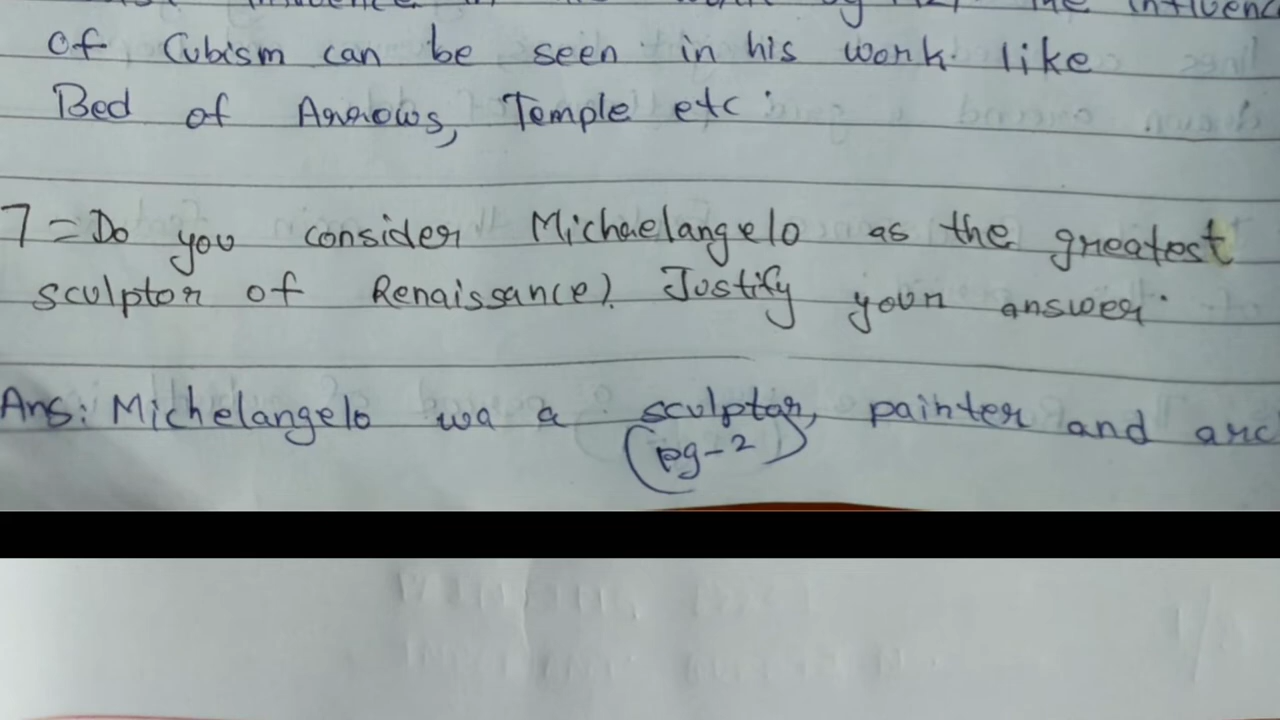 of Cubism can be seen in his work. like
Bed of Arrows, Temple etc.
7 = Do you consider Michaelangelo as the greatest
sculptor of Renaissance). Justify your answer.
Ans: Michelangelo wa a sculptor, painter and arc
(pg-2)